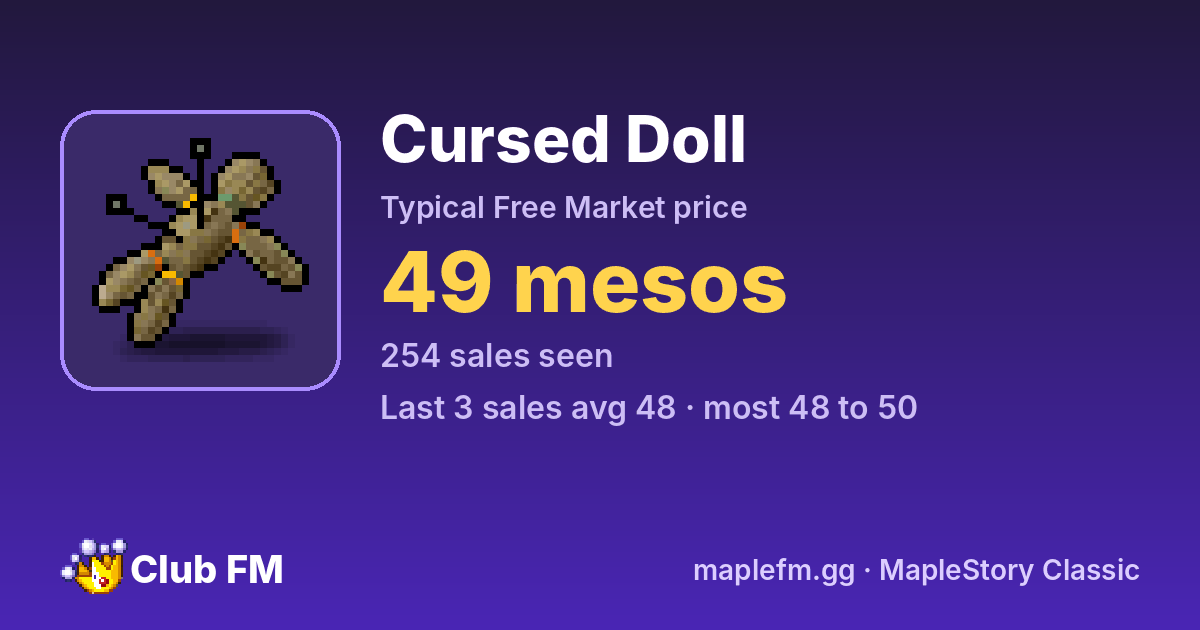 Cursed Doll
Typical Free Market price
49 mesos
254 sales seen
Last 3 sales avg 48 · most 48 to 50
Club FM
maplefm.gg · MapleStory Classic